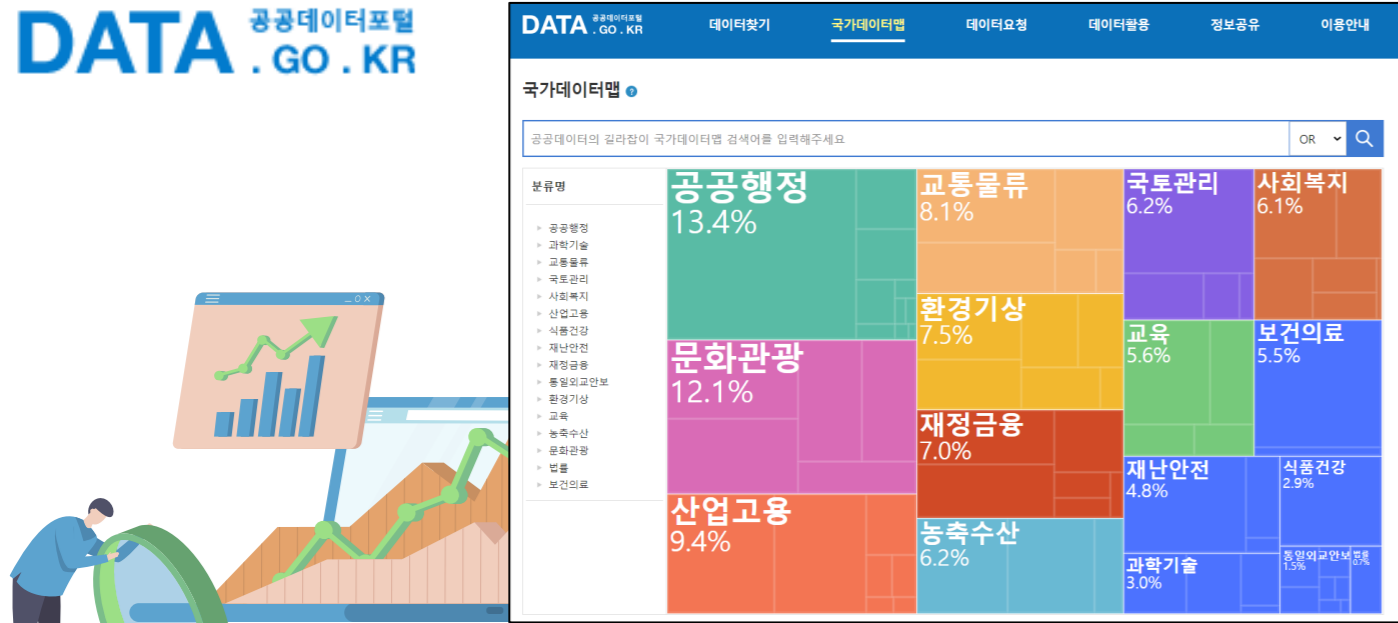 DATA 공공데이터포털
. GO . KR
DATA 공공데이터포털 . GO . KR
데이터찾기 국가데이터맵 데이터요청 데이터활용 정보공유 이용안내
국가데이터맵 ?
공공데이터의 길라잡이 국가데이터맵 검색어를 입력해주세요 OR
분류명
공공행정
과학기술
교통물류
국토관리
사회복지
산업고용
식품건강
재난안전
재정금융
통일외교안보
환경기상
교육
농축수산
문화관광
법률
보건의료
공공행정
13.4%
문화관광
12.1%
산업고용
9.4%
교통물류
8.1%
환경기상
7.5%
재정금융
7.0%
농축수산
6.2%
국토관리
6.2%
사회복지
6.1%
교육
5.6%
보건의료
5.5%
재난안전
4.8%
과학기술
3.0%
식품건강
2.9%
통일외교안보
1.5%
법률
0.7%